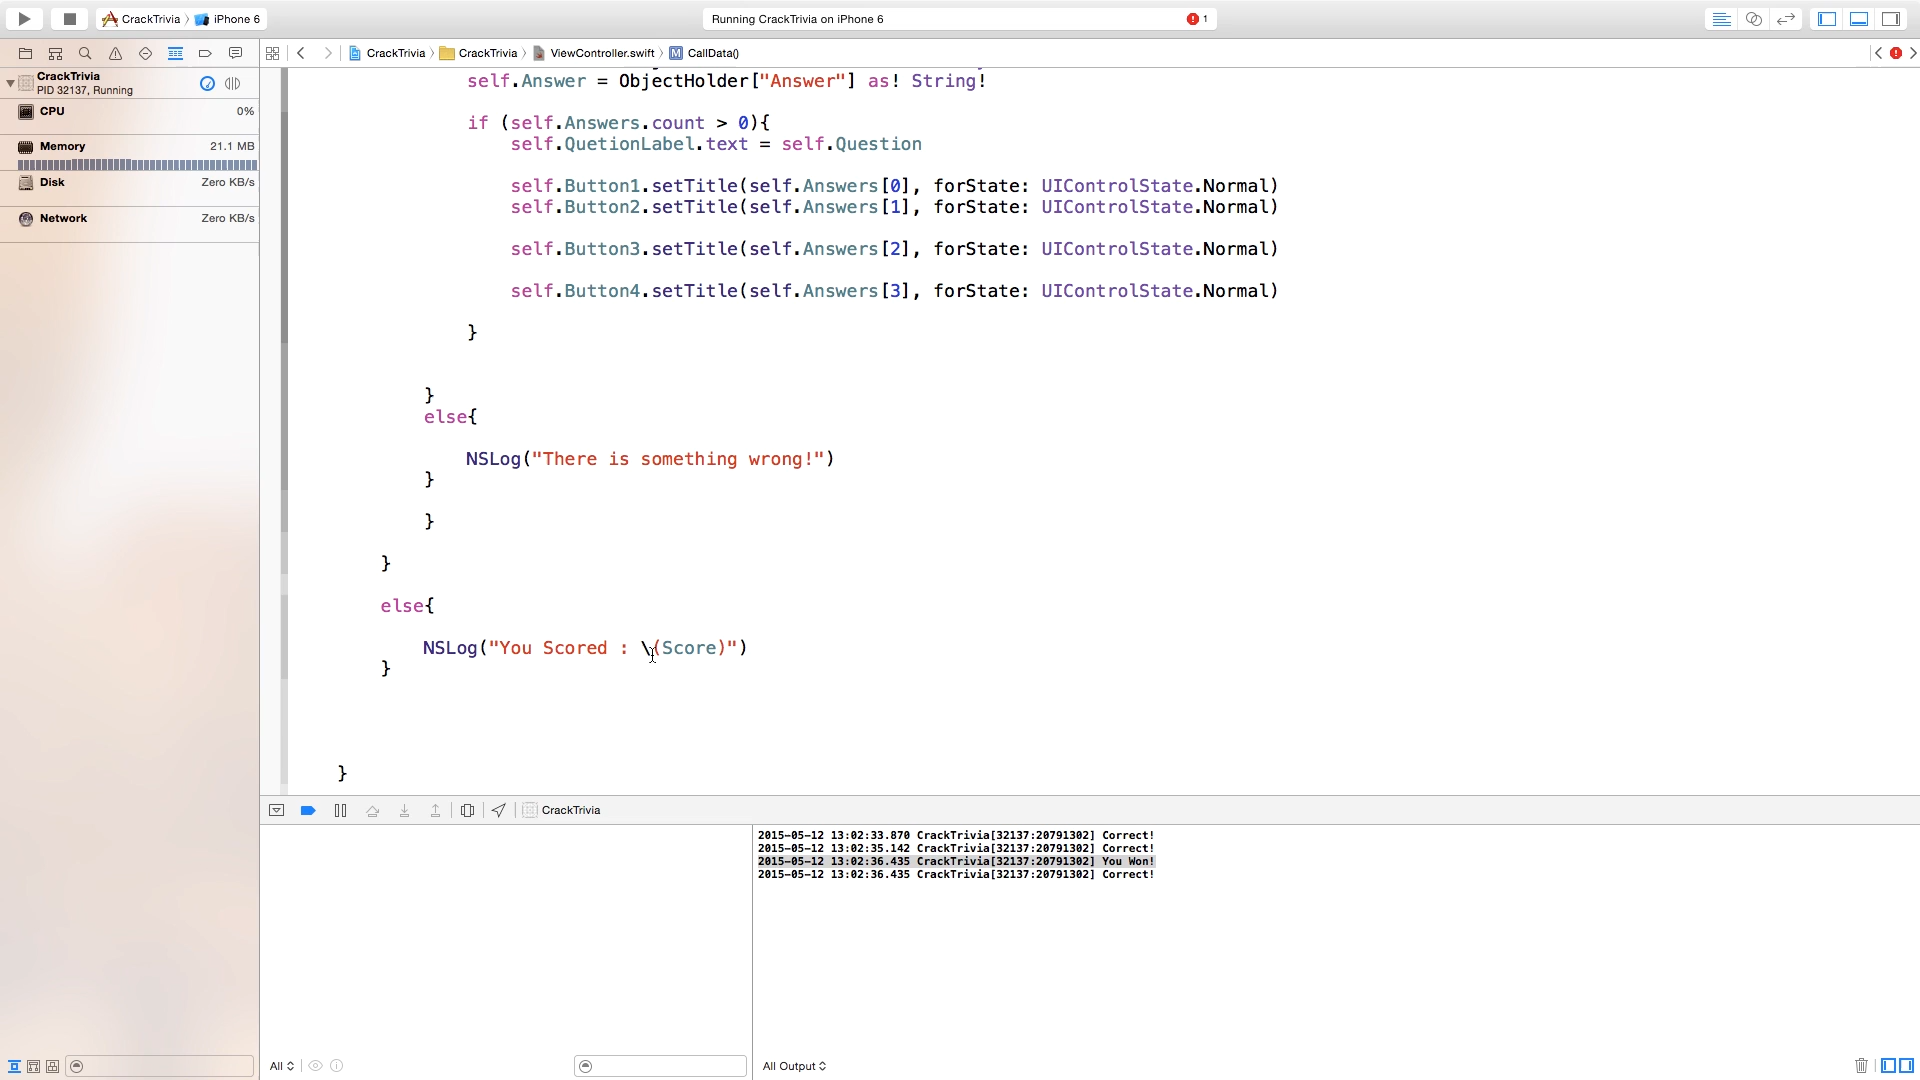 CrackTrivia 〉 iPhone 6
Running CrackTrivia on iPhone 6
1
CrackTrivia 〉 CrackTrivia 〉 ViewController.swift 〉 M CallData()
CrackTrivia
PID 32137, Running
CPU 0%
Memory 21.1 MB
Disk Zero KB/s
Network Zero KB/s
self.Answer = ObjectHolder["Answer"] as! String!
if (self.Answers.count > 0){
self.QuetionLabel.text = self.Question
self.Button1.setTitle(self.Answers[0], forState: UIControlState.Normal)
self.Button2.setTitle(self.Answers[1], forState: UIControlState.Normal)
self.Button3.setTitle(self.Answers[2], forState: UIControlState.Normal)
self.Button4.setTitle(self.Answers[3], forState: UIControlState.Normal)
}
}
else{
NSLog("There is something wrong!")
}
}
}
else{
NSLog("You Scored : \(Score)")
}
}
CrackTrivia
2015-05-12 13:02:33.870 CrackTrivia[32137:20791302] Correct!
2015-05-12 13:02:35.142 CrackTrivia[32137:20791302] Correct!
2015-05-12 13:02:36.435 CrackTrivia[32137:20791302] You Won!
2015-05-12 13:02:36.435 CrackTrivia[32137:20791302] Correct!
All
All Output